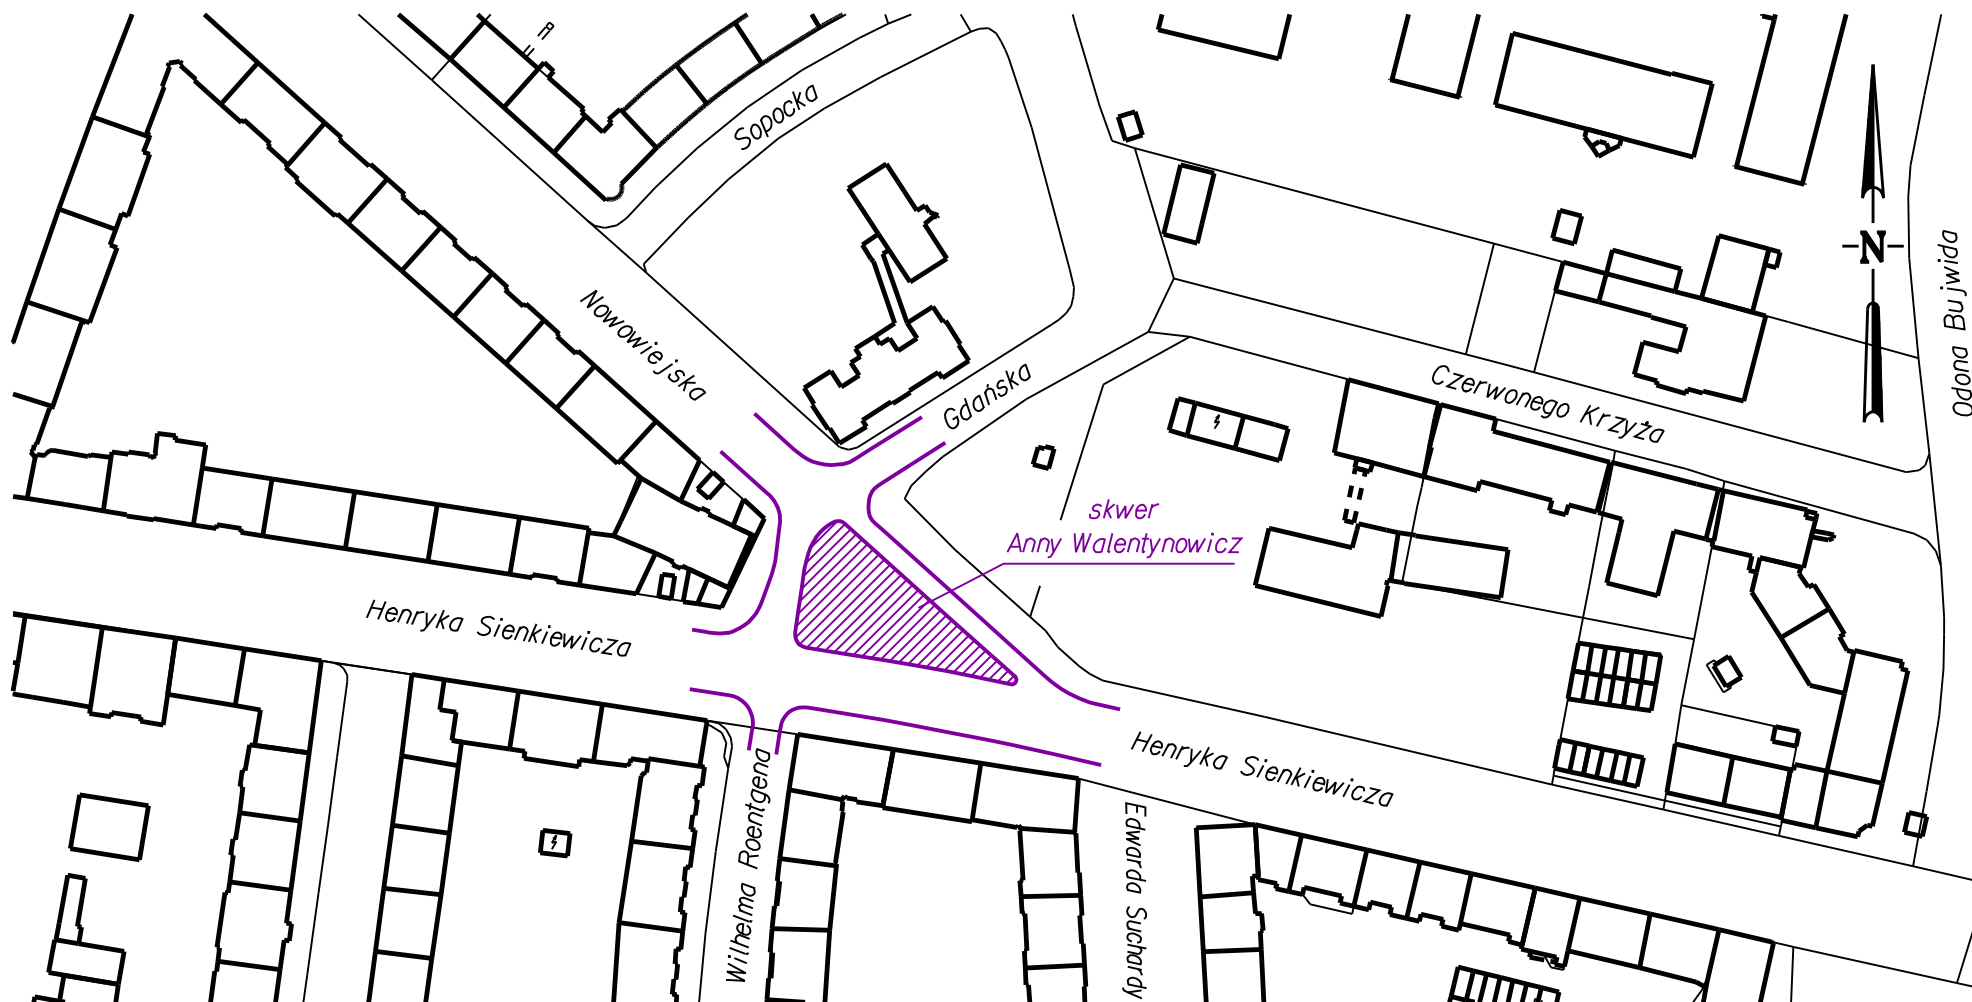 Sopocka
N
Odona Bujwida
Nowowiejska
Gdańska
Czerwonego Krzyża
skwer
Anny Walentynowicz
Henryka Sienkiewicza
Henryka Sienkiewicza
Wilhelma Roentgena
Edwarda Suchardy